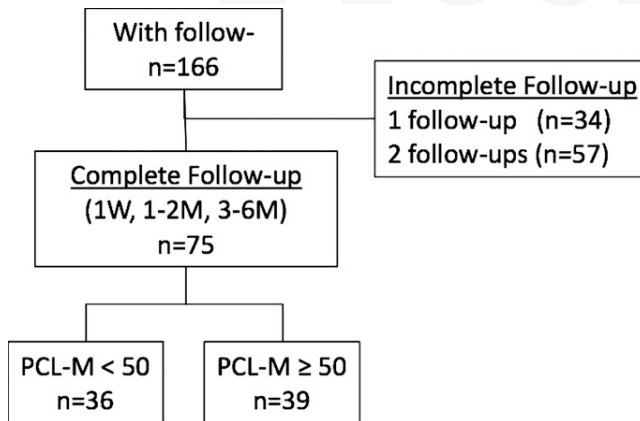 With follow-
n=166
Incomplete Follow-up
1 follow-up (n=34)
2 follow-ups (n=57)
Complete Follow-up
(1W, 1-2M, 3-6M)
n=75
PCL-M < 50
n=36
PCL-M ≥ 50
n=39